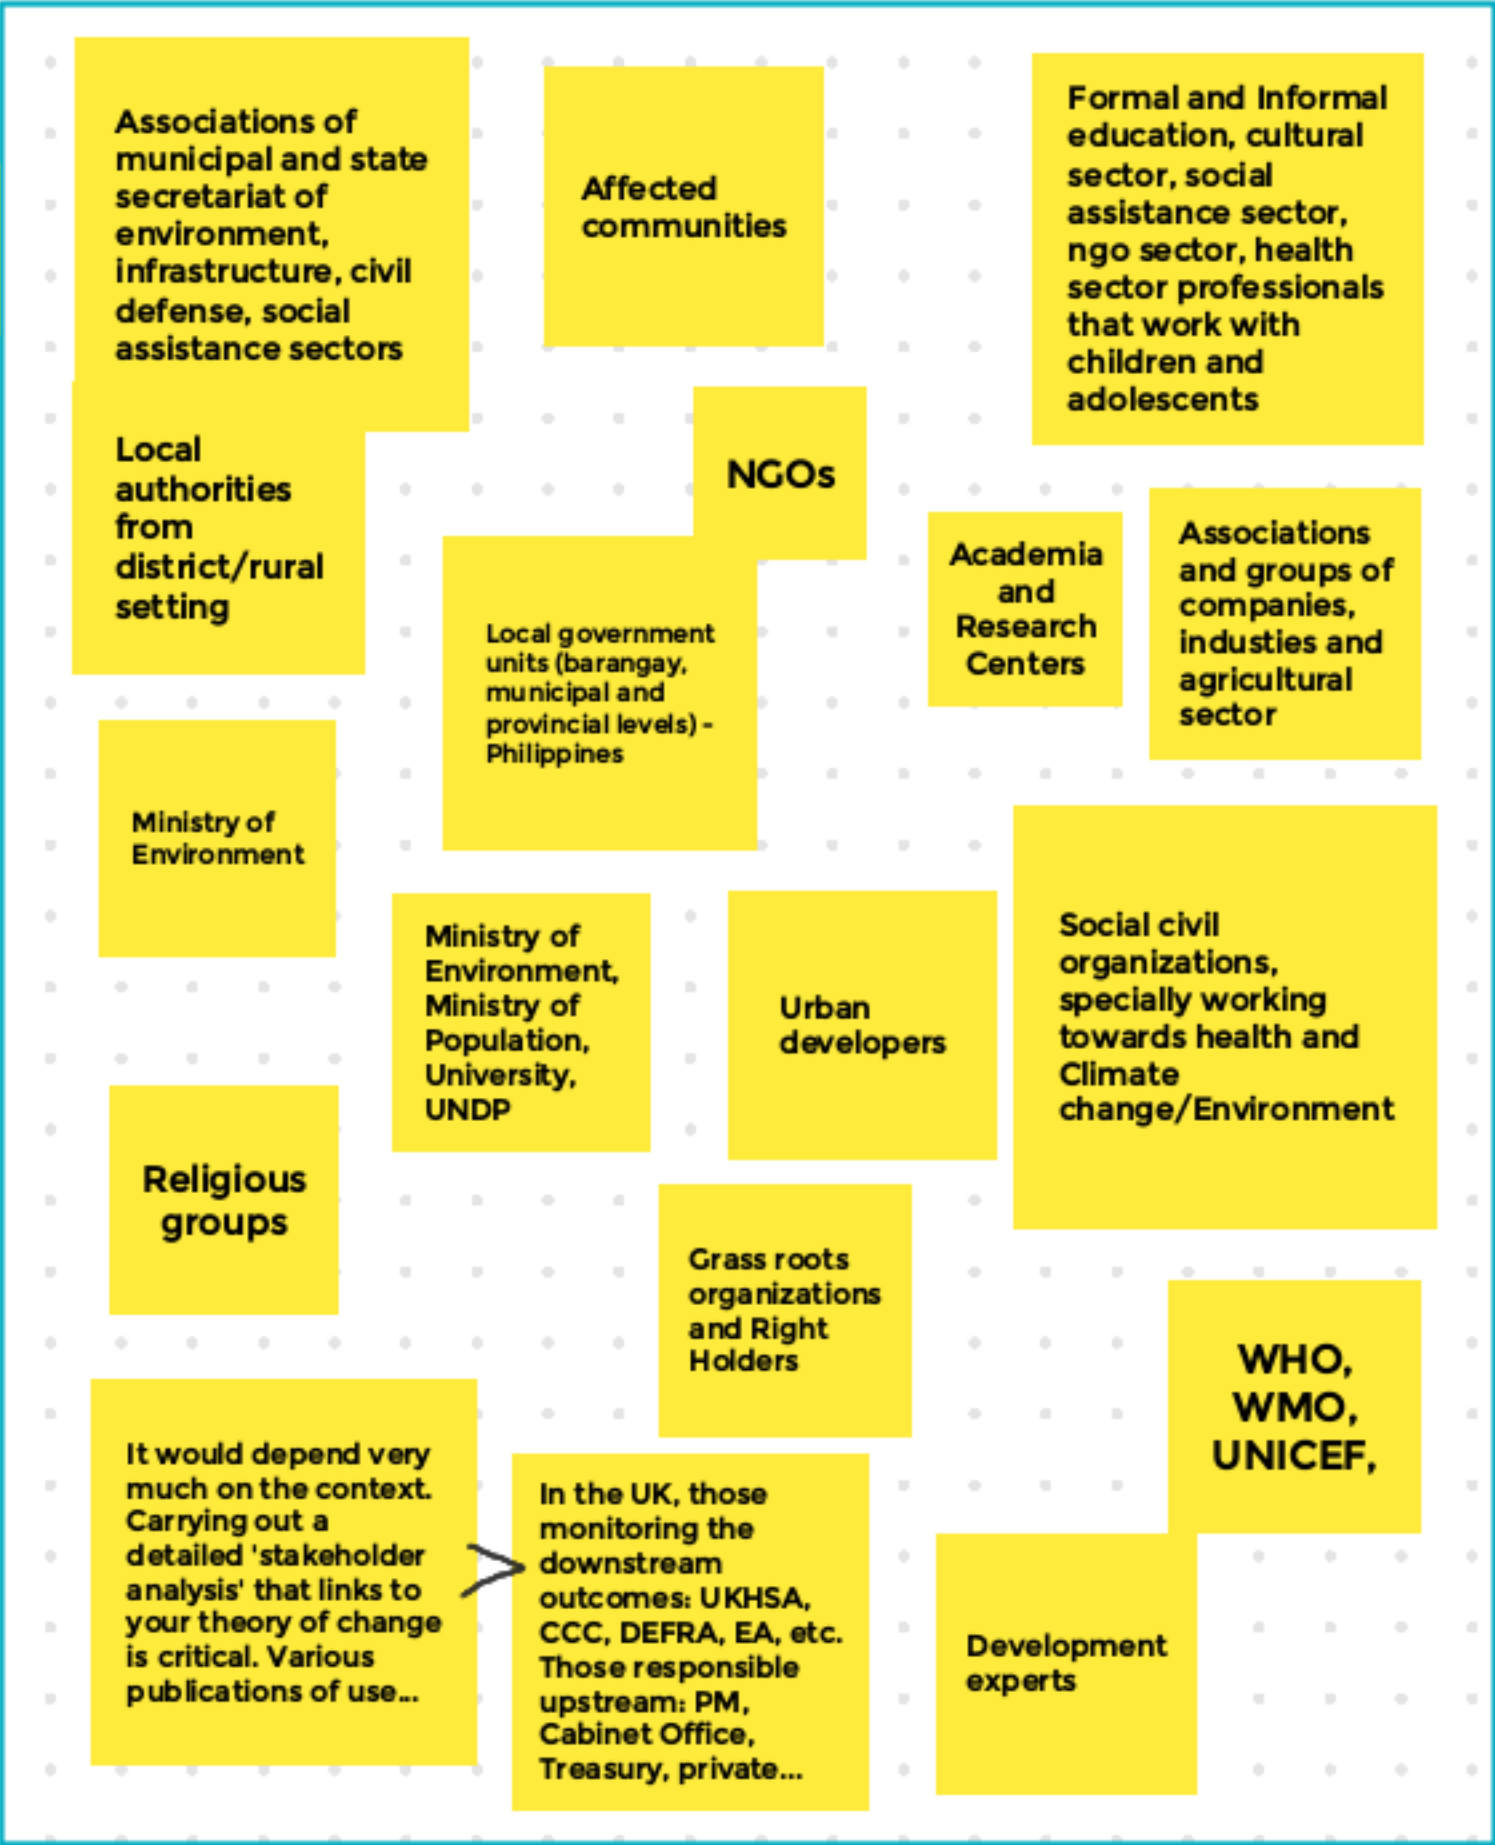 Associations of
municipal and state
secretariat of
environment,
infrastructure, civil
defense, social
assistance sectors
Affected
communities
Formal and Informal
education, cultural
sector, social
assistance sector,
ngo sector, health
sector professionals
that work with
children and
adolescents
Local
authorities
from
district/rural
setting
NGOs
Local government
units (barangay,
municipal and
provincial levels) -
Philippines
Academia
and
Research
Centers
Associations
and groups of
companies,
industies and
agricultural
sector
Ministry of
Environment
Ministry of
Environment,
Ministry of
Population,
University,
UNDP
Urban
developers
Social civil
organizations,
specially working
towards health and
Climate
change/Environment
Religious
groups
Grass roots
organizations
and Right
Holders
WHO,
WMO,
UNICEF,
It would depend very
much on the context.
Carrying out a
detailed 'stakeholder
analysis' that links to
your theory of change
is critical. Various
publications of use...
In the UK, those
monitoring the
downstream
outcomes: UKHSA,
CCC, DEFRA, EA, etc.
Those responsible
upstream: PM,
Cabinet Office,
Treasury, private...
Development
experts